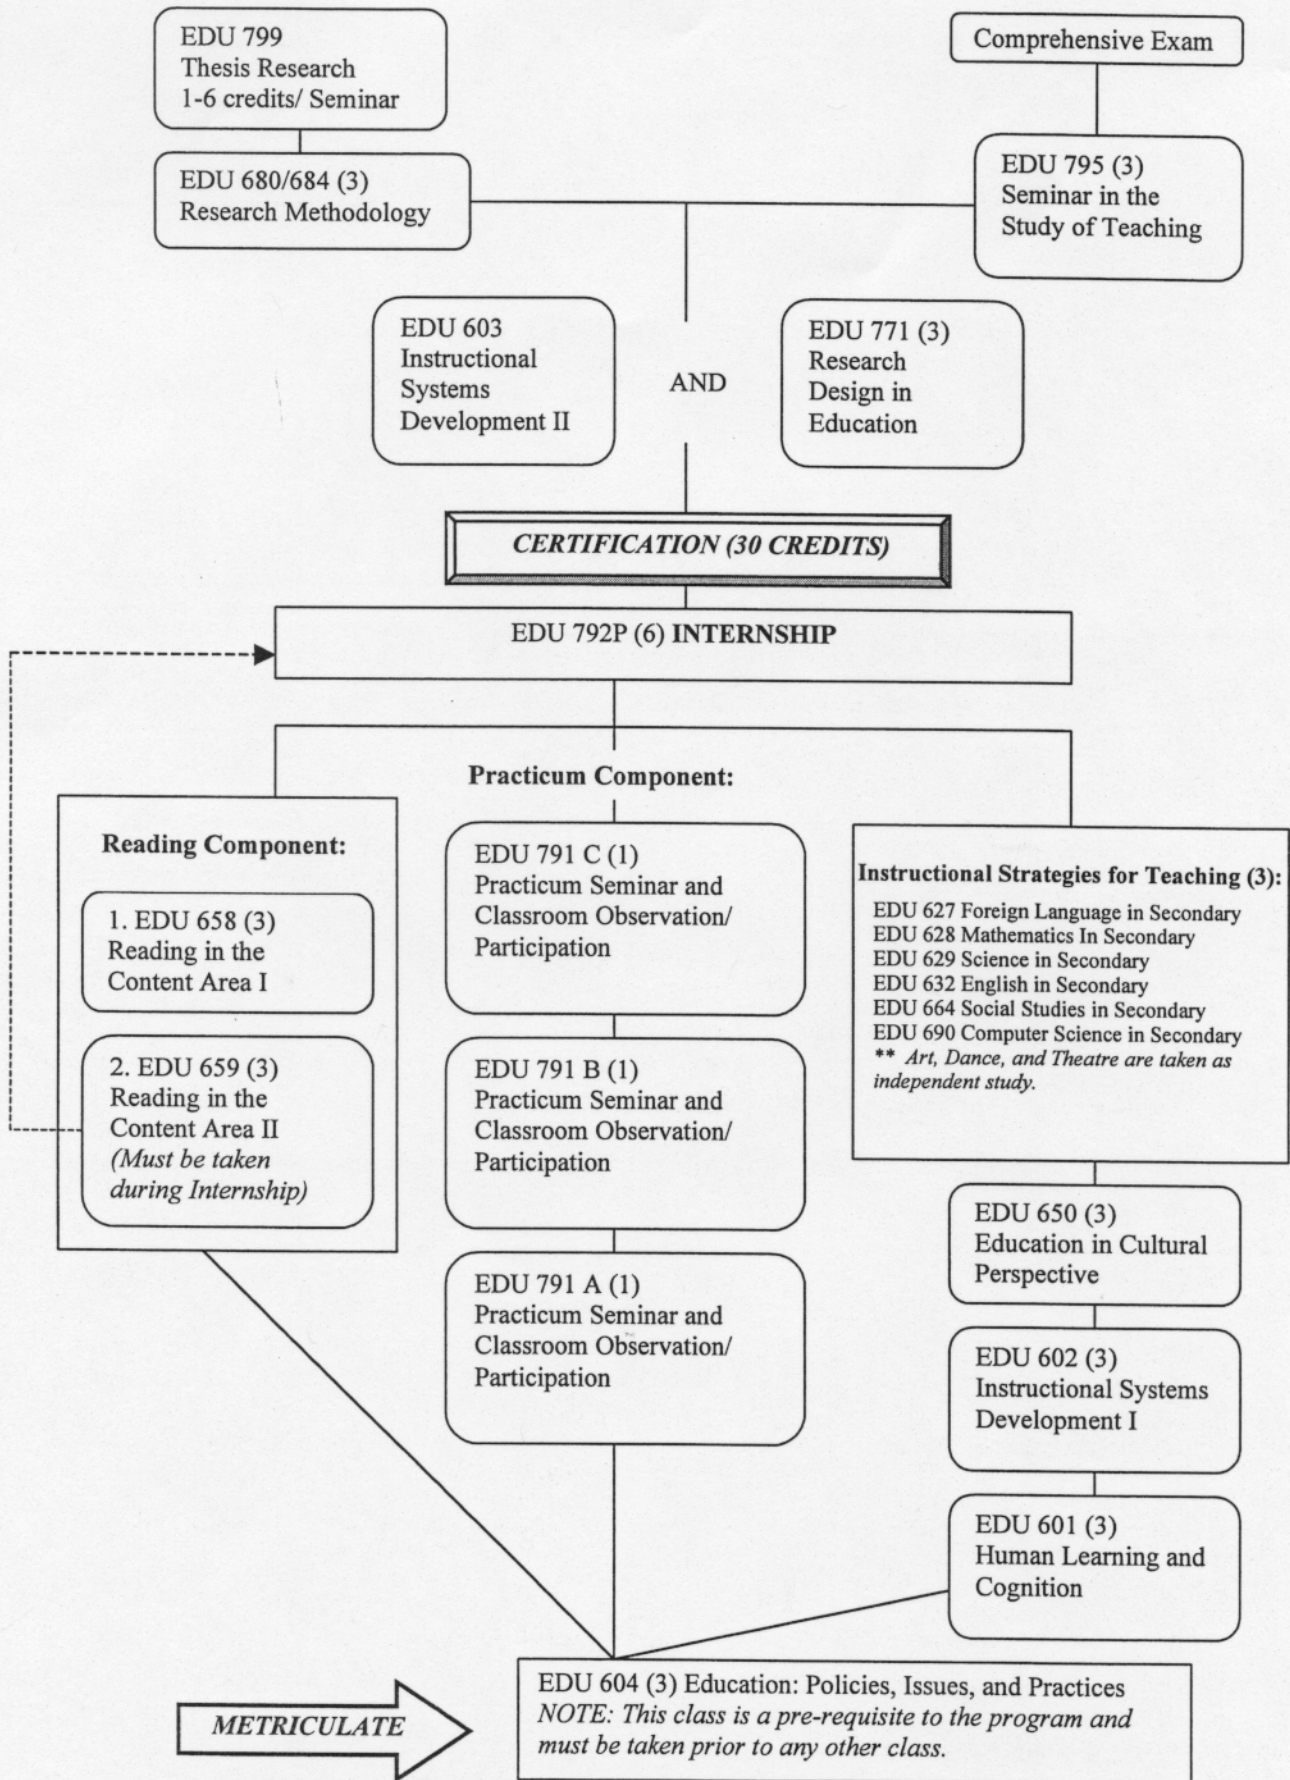 EDU 799
Thesis Research
1-6 credits/ Seminar
Comprehensive Exam
EDU 680/684 (3)
Research Methodology
EDU 795 (3)
Seminar in the
Study of Teaching
EDU 603
Instructional
Systems
Development II
AND
EDU 771 (3)
Research
Design in
Education
CERTIFICATION (30 CREDITS)
EDU 792P (6) INTERNSHIP
Reading Component:
1. EDU 658 (3)
Reading in the
Content Area I
2. EDU 659 (3)
Reading in the
Content Area II
(Must be taken
during Internship)
Practicum Component:
EDU 791 C (1)
Practicum Seminar and
Classroom Observation/
Participation
EDU 791 B (1)
Practicum Seminar and
Classroom Observation/
Participation
EDU 791 A (1)
Practicum Seminar and
Classroom Observation/
Participation
Instructional Strategies for Teaching (3):
EDU 627 Foreign Language in Secondary
EDU 628 Mathematics In Secondary
EDU 629 Science in Secondary
EDU 632 English in Secondary
EDU 664 Social Studies in Secondary
EDU 690 Computer Science in Secondary
** Art, Dance, and Theatre are taken as
independent study.
EDU 650 (3)
Education in Cultural
Perspective
EDU 602 (3)
Instructional Systems
Development I
EDU 601 (3)
Human Learning and
Cognition
METRICULATE
EDU 604 (3) Education: Policies, Issues, and Practices
NOTE: This class is a pre-requisite to the program and
must be taken prior to any other class.